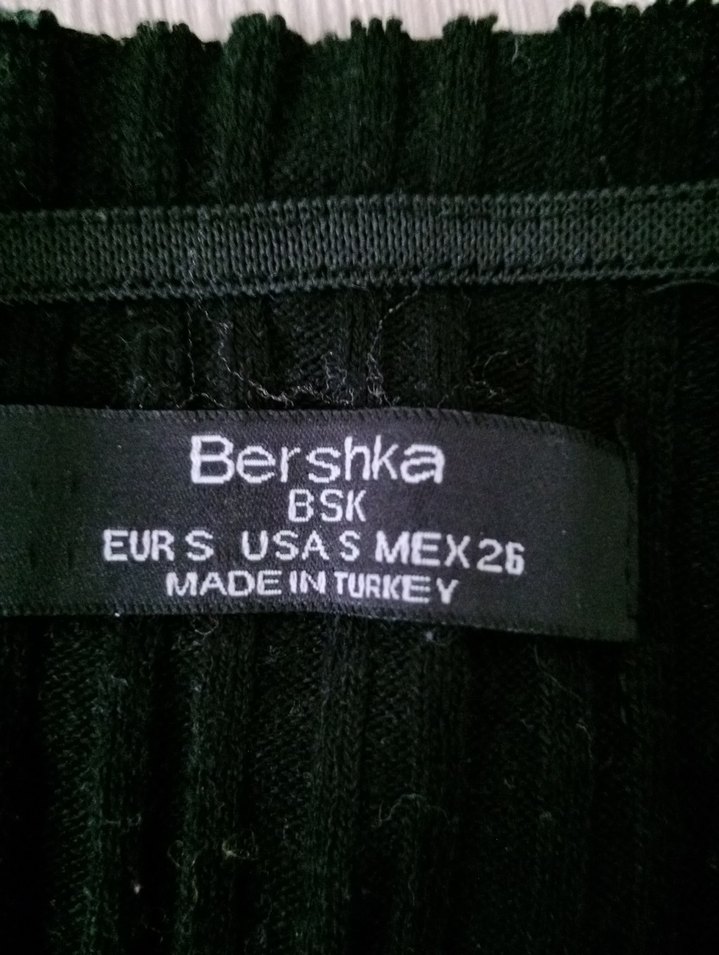 Bershka
BSK
EUR S USA S MEX 26
MADE IN TURKEY